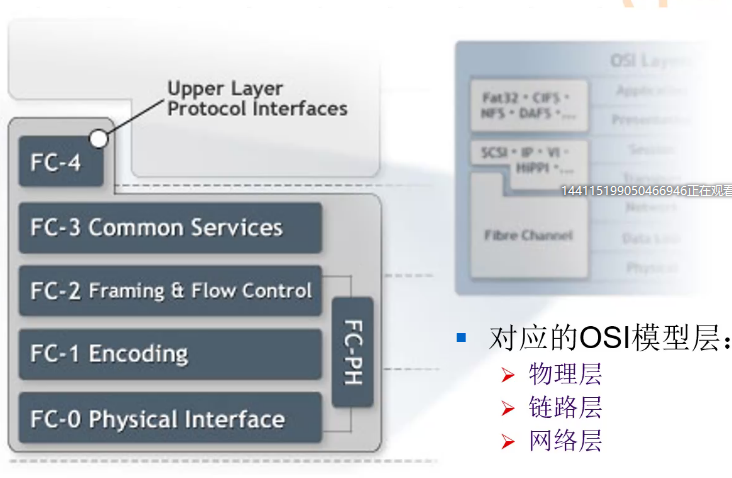 Upper Layer
Protocol Interfaces
FC-4
FC-3 Common Services
FC-2 Framing & Flow Control
FC-1 Encoding
FC-0 Physical Interface
FC-PH
OSI Layers
Fat32 • CIFS •
NFS • DAFS •...
Application
Presentation
SCSI • IP • VI •
HiPPI •...
Session
144115199050466946正在观看
Network
Fibre Channel
Data Link
Physical
对应的OSI模型层：
物理层
链路层
网络层